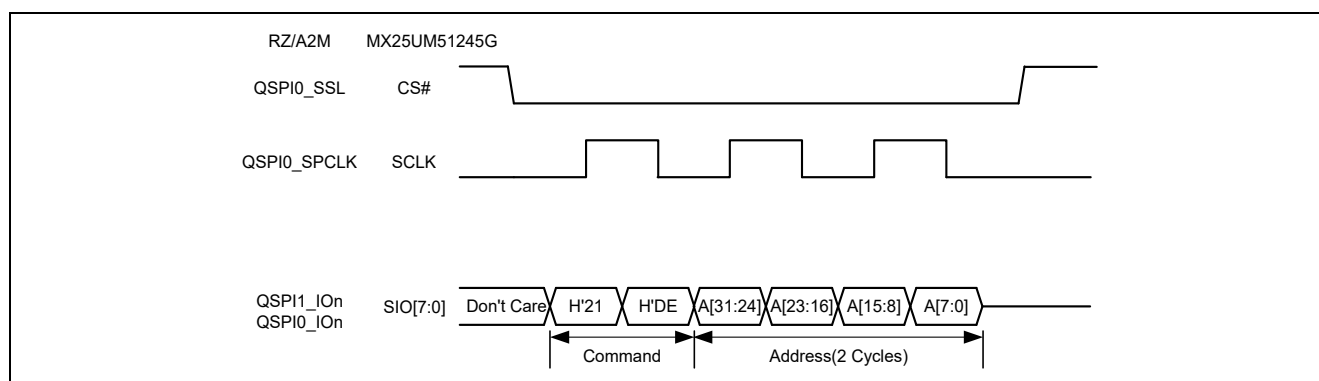 RZ/A2M MX25UM51245G
QSPI0_SSL CS#
QSPI0_SPCLK SCLK
QSPI1_IOn
QSPI0_IOn
SIO[7:0] Don't Care H'21 H'DE A[31:24] A[23:16] A[15:8] A[7:0]
Command Address(2 Cycles)